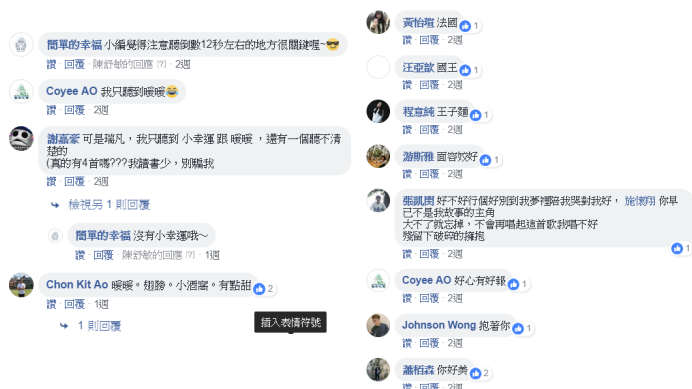 簡單的幸福 小編覺得注意聽倒數12秒左右的地方很關鍵喔~😎
讚 · 回覆 · 陳舒敏的回應 [?] · 2週
Coyee AO 我只聽到暖暖😂
讚 · 回覆 · 2週
謝嘉豪 可是瑞凡，我只聽到 小幸運 跟 暖暖 ，還有一個聽不清
楚的
(真的有4首嗎???我讀書少，別騙我
讚 · 回覆 · 2週
檢視另 1 則回覆
簡單的幸福 沒有小幸運哦～
讚 · 回覆 · 陳舒敏的回應 [?] · 1週
Chon Kit Ao 暖暖。翅膀。小酒窩。有點甜 2
讚 · 回覆 · 1週
1 則回覆
插入表情符號
黃怡瑄 法國 1
讚 · 回覆 · 2週
汪亞歆 國王 1
讚 · 回覆 · 2週
程意純 王子麵 1
讚 · 回覆 · 2週
游斯雅 面容姣好 1
讚 · 回覆 · 2週
張凱閔 好不好行個好別到我夢裡陪我哭對我好， 施懷翔 你早
已不是我故事的主角
大不了就忘掉，不會再唱起這首歌我唱不好
殘留下破碎的擁抱
1
讚 · 回覆 · 2週
Coyee AO 好心有好報 1
讚 · 回覆 · 2週
Johnson Wong 抱著你 1
讚 · 回覆 · 2週
蕭栢森 你好美 2
讚 · 回覆 · 2週